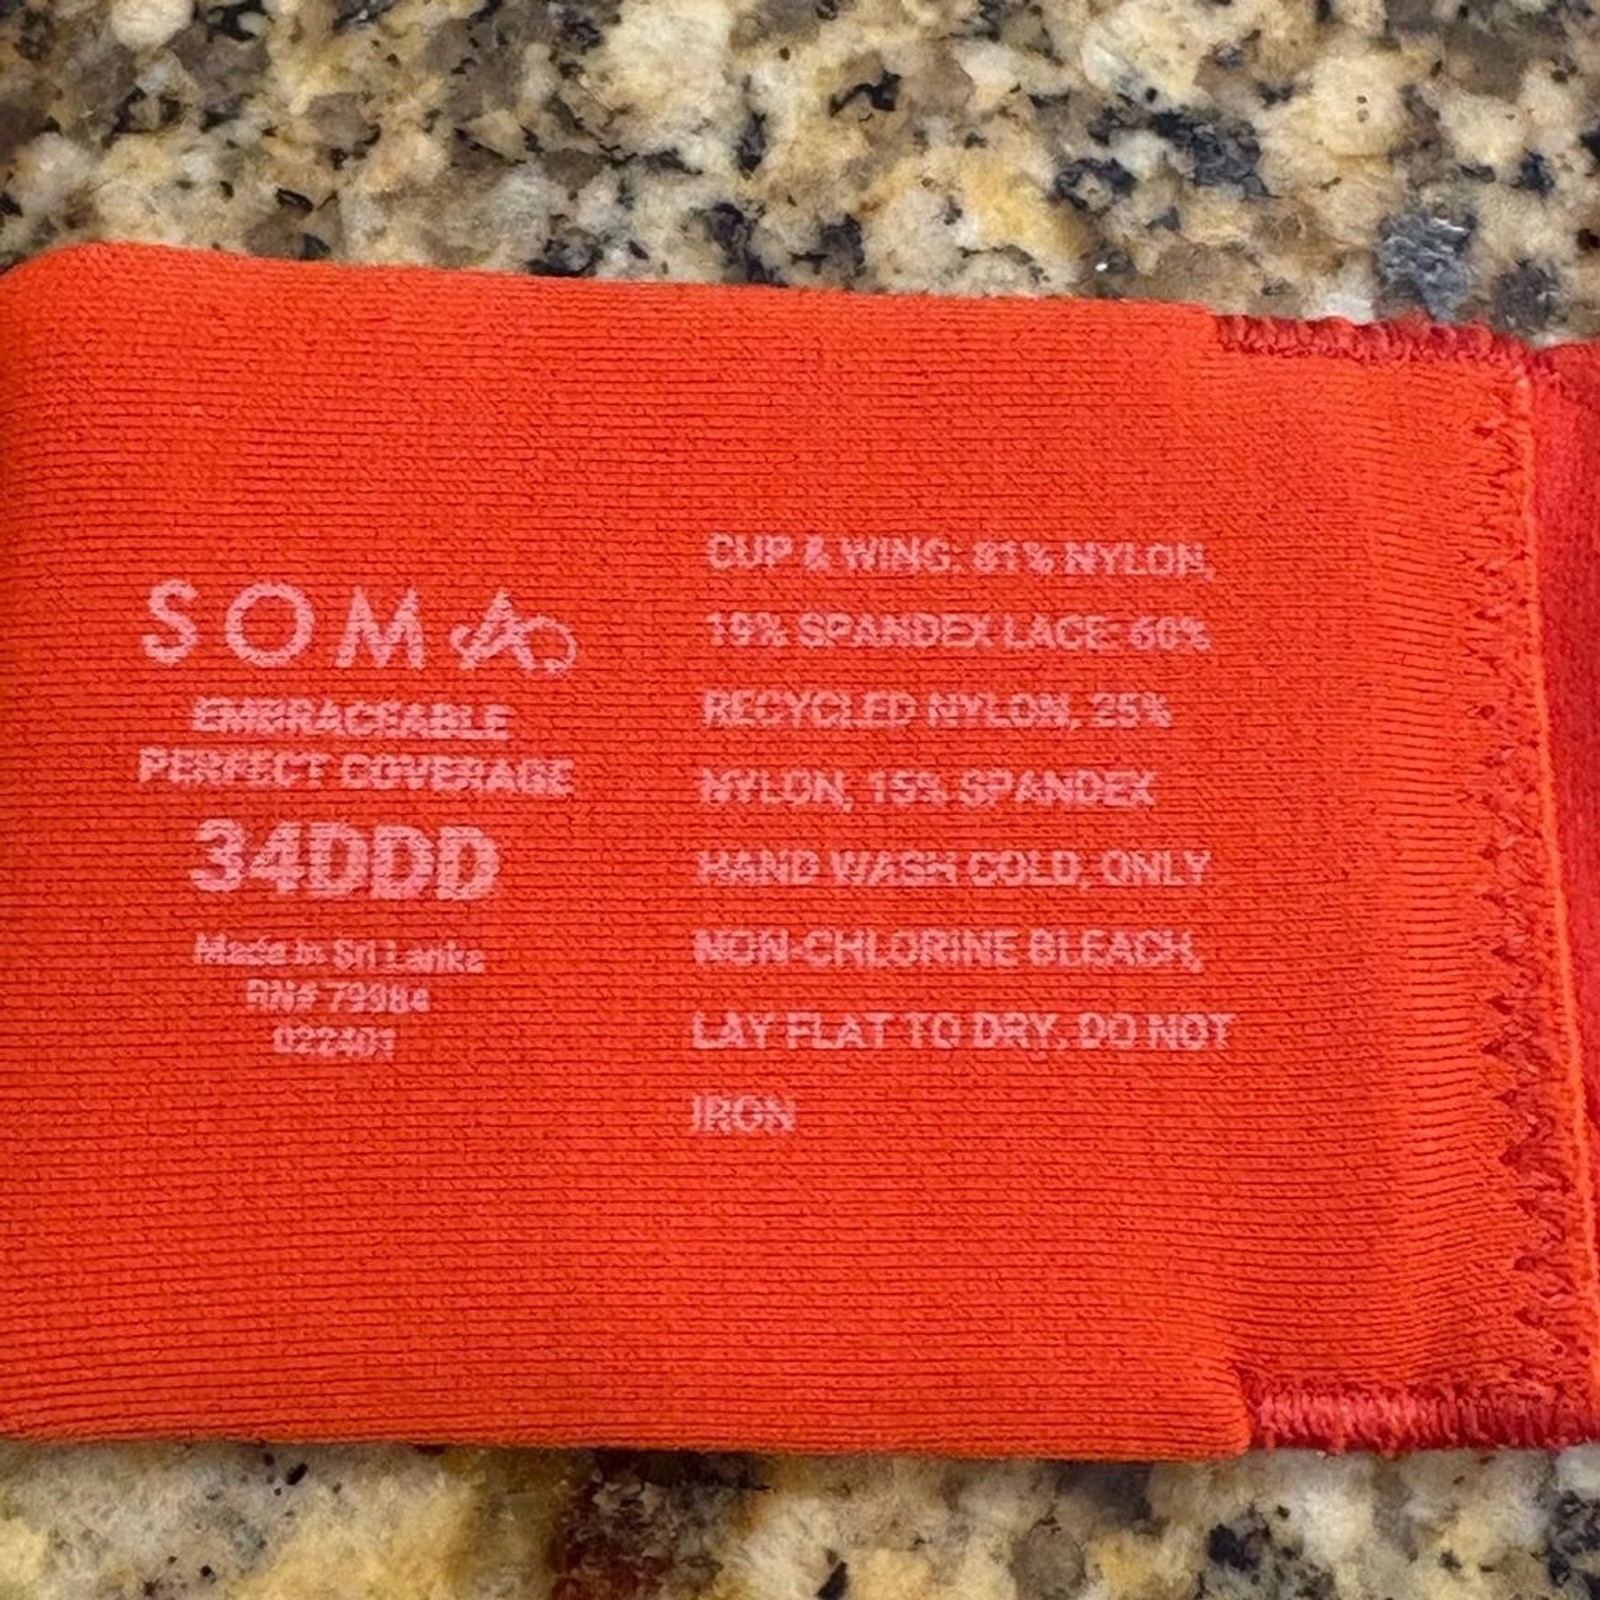 SOMA
EMBRACEABLE
PERFECT COVERAGE
34DDD
Made in Sri Lanka
RN# 79984
022401
CUP & WING: 81% NYLON,
19% SPANDEX LACE: 60%
RECYCLED NYLON, 25%
NYLON, 15% SPANDEX
HAND WASH COLD, ONLY
NON-CHLORINE BLEACH,
LAY FLAT TO DRY, DO NOT
IRON